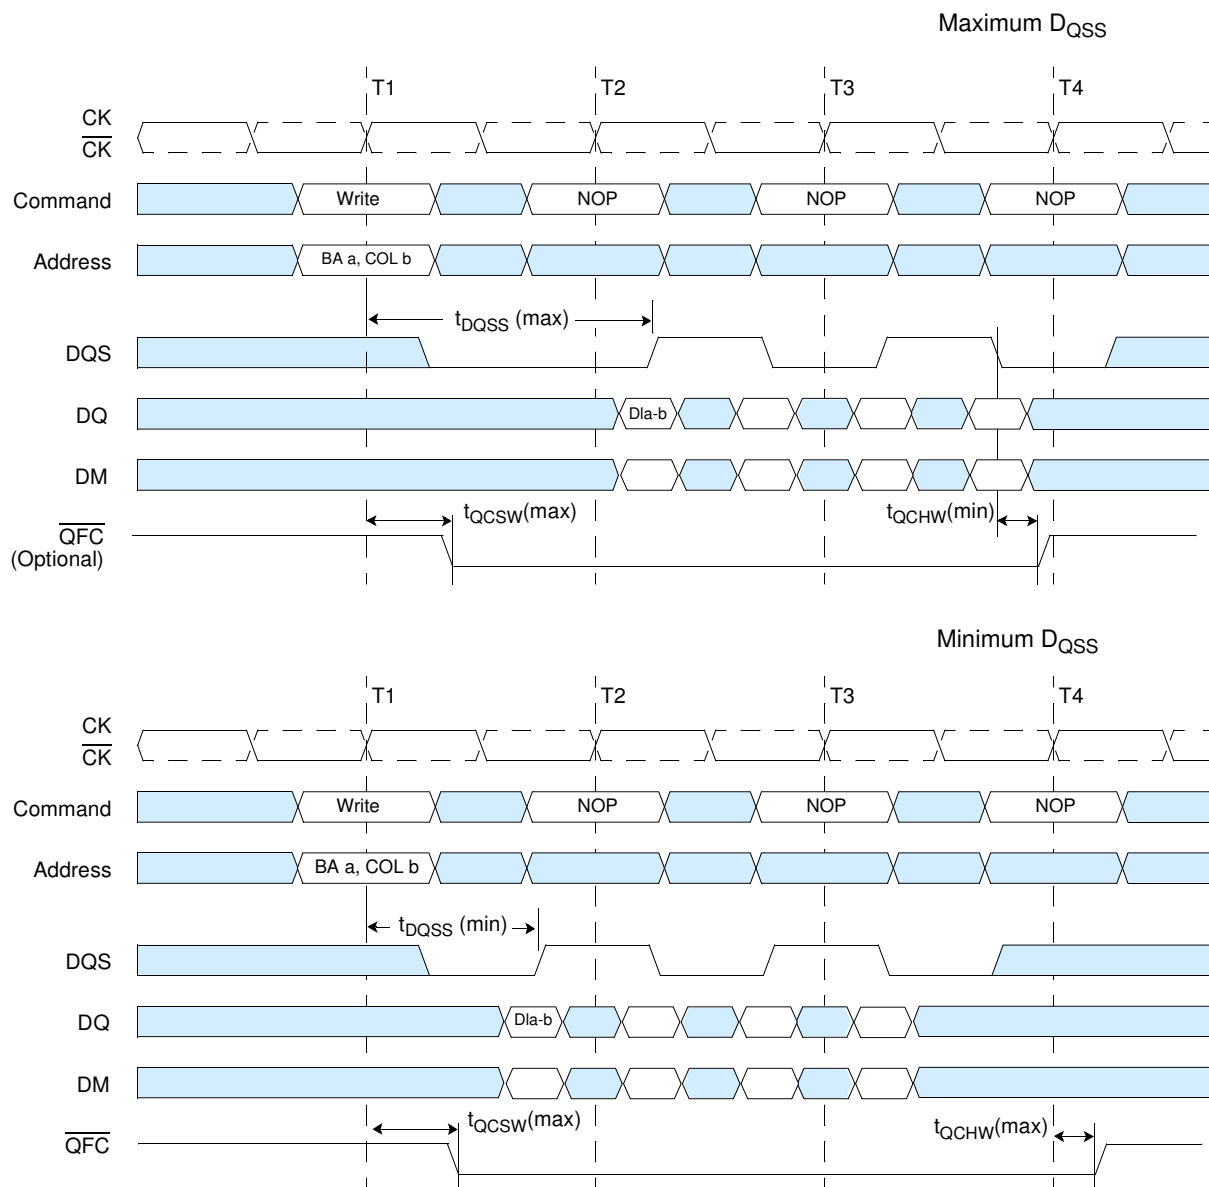 Maximum DQSS
T1 T2 T3 T4
CK
CK
Command Write NOP NOP NOP
Address BA a, COL b
tDQSS (max)
DQS
DQ DIa-b
DM
tQCSW(max) tQCHW(min)
QFC
(Optional)
Minimum DQSS
T1 T2 T3 T4
CK
CK
Command Write NOP NOP NOP
Address BA a, COL b
tDQSS (min)
DQS
DQ DIa-b
DM
tQCSW(max) tQCHW(max)
QFC